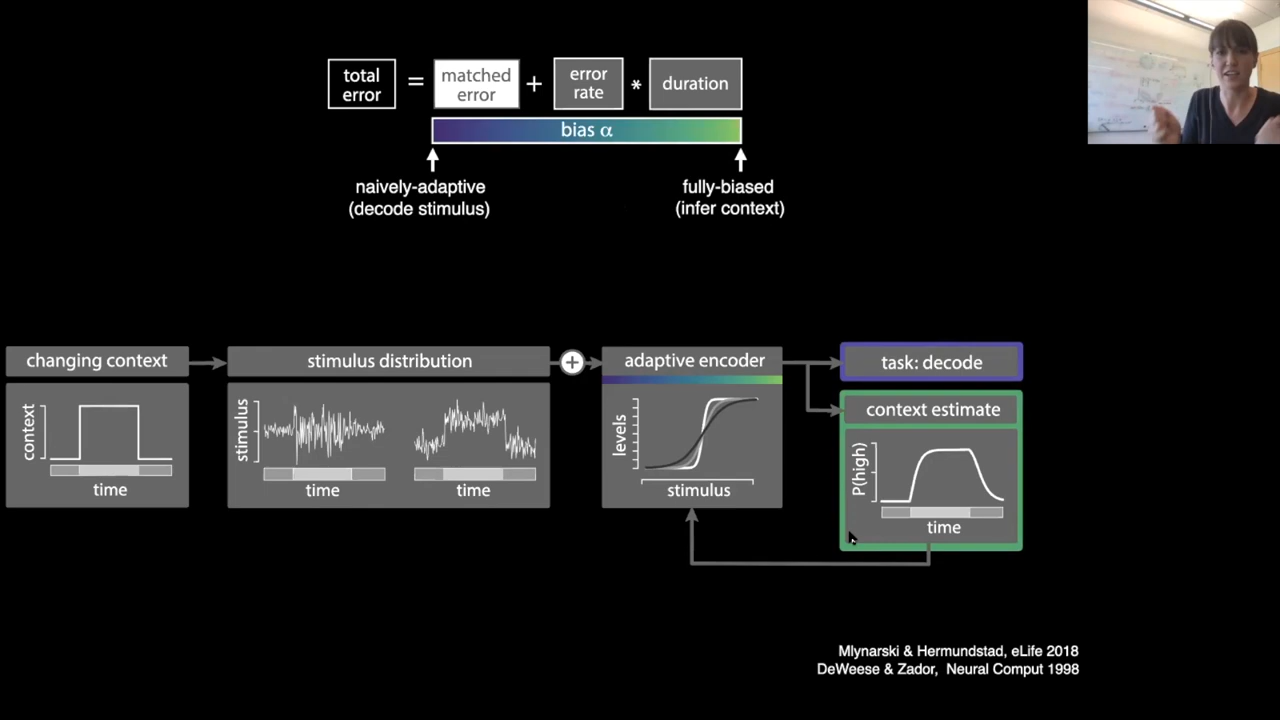 total
error
=
matched
error
+
error
rate
*
duration
bias α
naively-adaptive
(decode stimulus)
fully-biased
(infer context)
changing context
context
time
stimulus distribution
stimulus
time
time
+
adaptive encoder
levels
stimulus
task: decode
context estimate
P(high)
time
Mlynarski & Hermundstad, eLife 2018
DeWeese & Zador, Neural Comput 1998